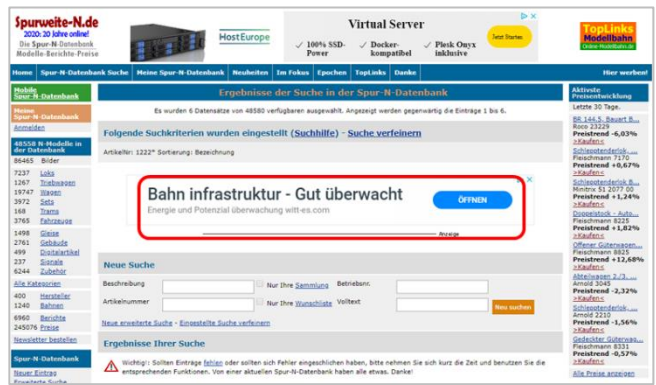 Spurweite-N.de
2020: 20 Jahre online!
Die Spur-N-Datenbank
Modelle-Berichte-Preise
HostEurope
Virtual Server
✓ 100% SSD-Power
✓ Docker-kompatibel
✓ Plesk Onyx inklusive
Jetzt Starten
TopLinks
Modellbahn
Online-Modellbahn.de
Home Spur-N-Datenbank Suche Meine Spur-N-Datenbank Neuheiten Im Fokus Epochen TopLinks Danke Hier werben!
Mobile
Spur-N-Datenbank
Meine
Spur-N-Datenbank
Anmelden
48558 N-Modelle in
der Datenbank
86465 Bilder
7237 Loks
1267 Triebwagen
19747 Wagen
3972 Sets
168 Trams
3765 Fahrzeuge
1498 Gleise
2761 Gebäude
499 Digitalartikel
237 Signale
6244 Zubehör
Alle Kategorien
400 Hersteller
1240 Bahnen
6960 Berichte
245076 Preise
Newsletter bestellen
Spur-N-Datenbank
Neuer Eintrag
Erweiterte Suche
Ergebnisse der Suche in der Spur-N-Datenbank
Es wurden 6 Datensätze von 48580 verfügbaren ausgewählt. Angezeigt werden gegenwärtig die Einträge 1 bis 6.
Folgende Suchkriterien wurden eingestellt (Suchhilfe) - Suche verfeinern
ArtikelNr: 1222* Sortierung: Bezeichnung
Bahn infrastruktur - Gut überwacht
Energie und Potenzial überwachung witt-es.com
ÖFFNEN
Anzeige
Neue Suche
Beschreibung Nur Ihre Sammlung Betriebsnr.
Artikelnummer Nur Ihre Wunschliste Volltext Neu suchen
Neue erweiterte Suche - Eingestellte Suche verfeinern
Ergebnisse Ihrer Suche
Wichtig!: Sollten Einträge fehlen oder sollten sich Fehler eingeschlichen haben, bitte nehmen Sie sich kurz die Zeit und benutzen Sie die
entsprechenden Funktionen. Von einer aktuellen Spur-N-Datenbank haben alle etwas. Danke!
Aktivste
Preisentwicklung
Letzte 30 Tage.
BR 144.5, Bauart B...
Roco 23229
Preistrend -6,03%
>Kaufen<
Schlepptenderlok, ...
Fleischmann 7170
Preistrend +0,67%
>Kaufen<
Schlepptenderlok B...
Minitrix 51 2077 00
Preistrend +1,24%
>Kaufen<
Doppelstock - Auto...
Fleischmann 8225
Preistrend +1,82%
>Kaufen<
Offener Güterwagen...
Fleischmann 8825
Preistrend +12,68%
>Kaufen<
Abteilwagen 2./3. ...
Arnold 3045
Preistrend -2,32%
>Kaufen<
Schlepptenderlok, ...
Arnold 2210
Preistrend -1,56%
>Kaufen<
Gedeckter Güterwag...
Fleischmann 8331
Preistrend -0,57%
>Kaufen<
Alle Preise anzeigen